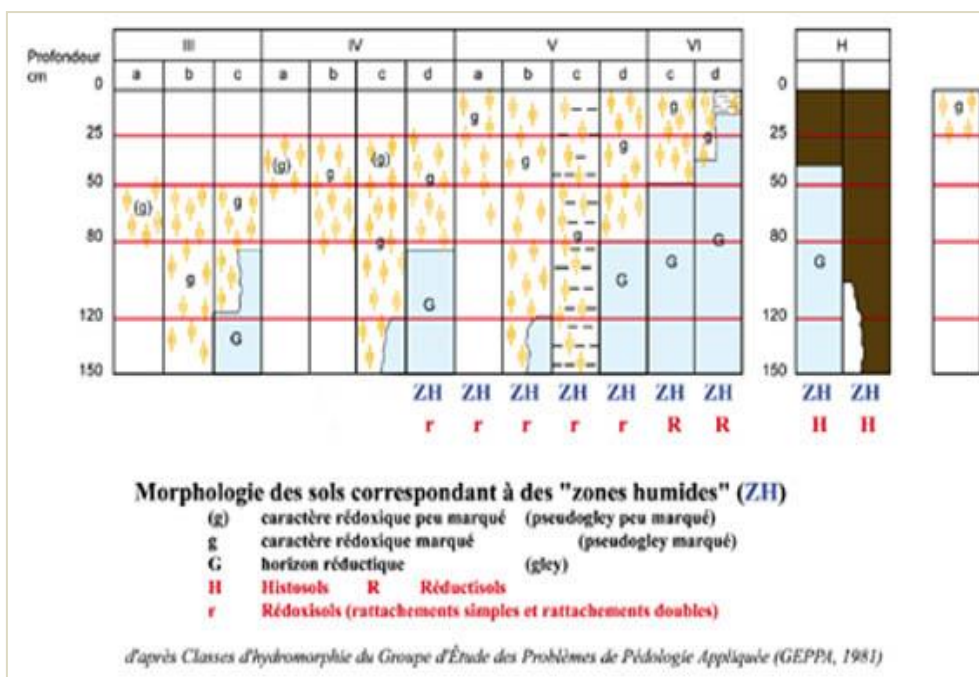 III IV V VI H
Profondeur
cm
a b c a b c d a b c d c d
0 0
25 25
50 50
80 80
120 120
150 150
g g g g (g) g (g) g g g g (g) g g g G g G G G G G
ZH ZH ZH ZH ZH ZH ZH ZH ZH
r r r r r R R H H
Morphologie des sols correspondant à des "zones humides" (ZH)
(g) caractère rédoxique peu marqué (pseudogley peu marqué)
g caractère rédoxique marqué (pseudogley marqué)
G horizon réductique (gley)
H Histosols R Réductisols
r Rédoxisols (rattachements simples et rattachements doubles)
d'après Classes d'hydromorphie du Groupe d'Étude des Problèmes de Pédologie Appliquée (GEPPA, 1981)